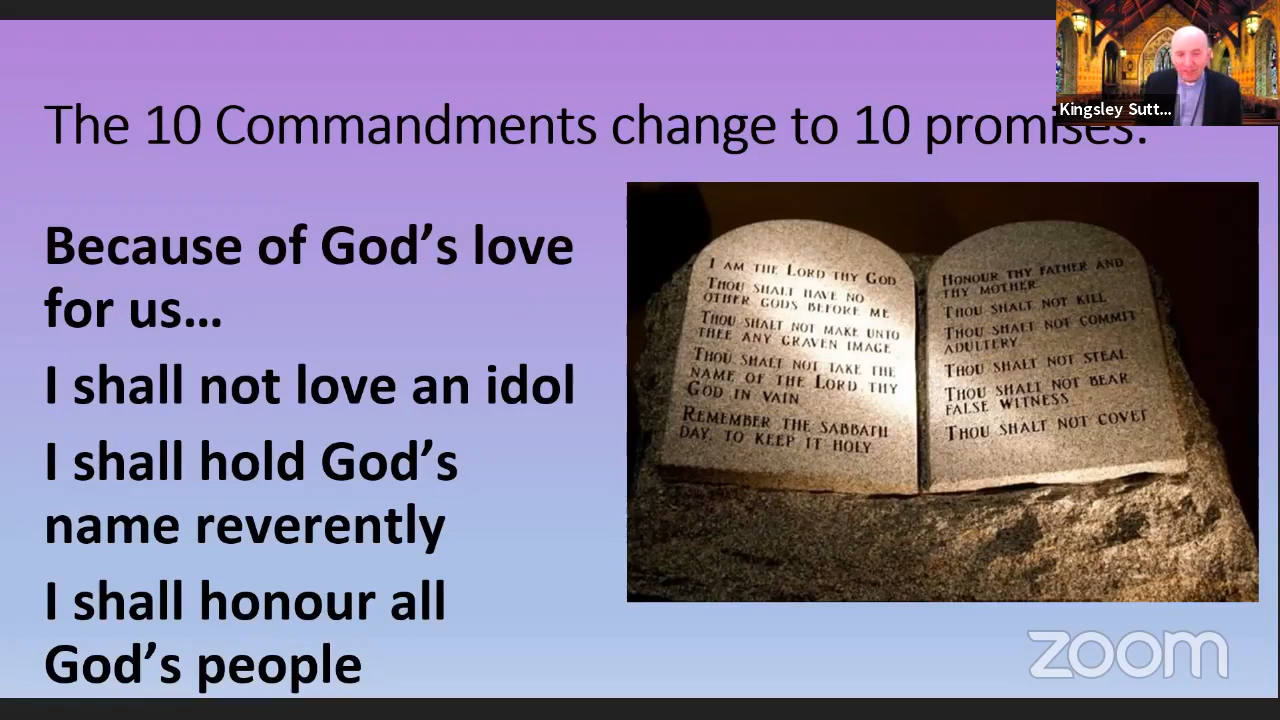 The 10 Commandments change to 10 promises.
Kingsley Sutt...
Because of God's love
for us...
I shall not love an idol
I shall hold God's
name reverently
I shall honour all
God's people
I AM THE LORD THY GOD
THOU SHALT HAVE NO
OTHER GODS BEFORE ME
THOU SHALT NOT MAKE UNTO
THEE ANY GRAVEN IMAGE
THOU SHALT NOT TAKE THE
NAME OF THE LORD THY
GOD IN VAIN
REMEMBER THE SABBATH
DAY, TO KEEP IT HOLY
HONOUR THY FATHER AND
THY MOTHER
THOU SHALT NOT KILL
THOU SHALT NOT COMMIT
ADULTERY
THOU SHALT NOT STEAL
THOU SHALT NOT BEAR
FALSE WITNESS
THOU SHALT NOT COVET
zoom